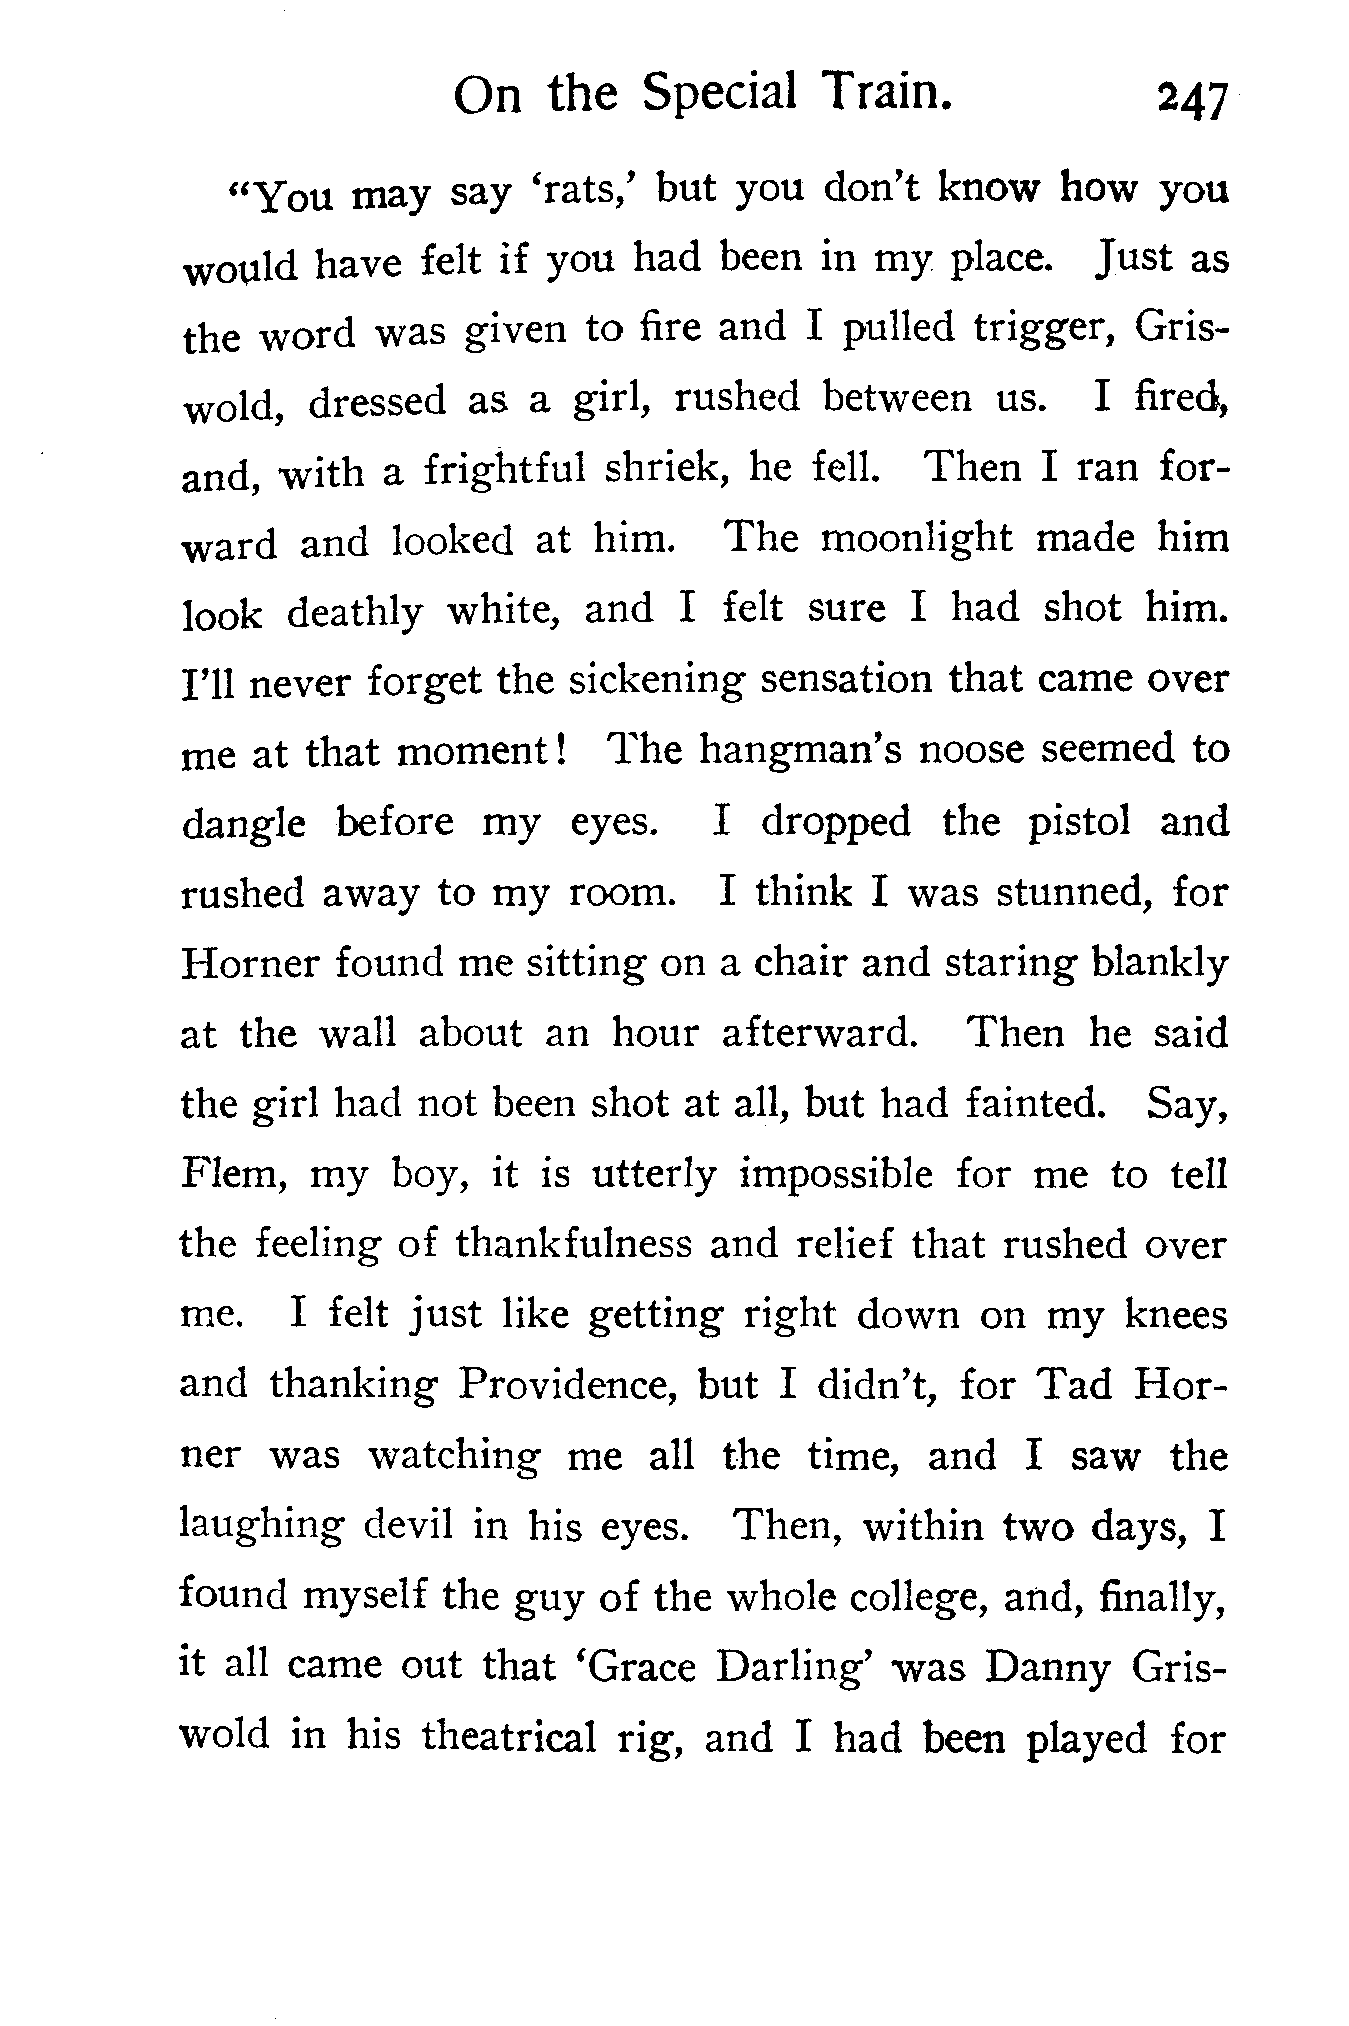 On the Special Train. 247
“You may say ‘rats,’ but you don’t know how you
would have felt if you had been in my place. Just as
the word was given to fire and I pulled trigger, Gris-
wold, dressed as a girl, rushed between us. I fired,
and, with a frightful shriek, he fell. Then I ran for-
ward and looked at him. The moonlight made him
look deathly white, and I felt sure I had shot him.
I’ll never forget the sickening sensation that came over
me at that moment! The hangman’s noose seemed to
dangle before my eyes. I dropped the pistol and
rushed away to my room. I think I was stunned, for
Horner found me sitting on a chair and staring blankly
at the wall about an hour afterward. Then he said
the girl had not been shot at all, but had fainted. Say,
Flem, my boy, it is utterly impossible for me to tell
the feeling of thankfulness and relief that rushed over
me. I felt just like getting right down on my knees
and thanking Providence, but I didn’t, for Tad Hor-
ner was watching me all the time, and I saw the
laughing devil in his eyes. Then, within two days, I
found myself the guy of the whole college, and, finally,
it all came out that ‘Grace Darling’ was Danny Gris-
wold in his theatrical rig, and I had been played for